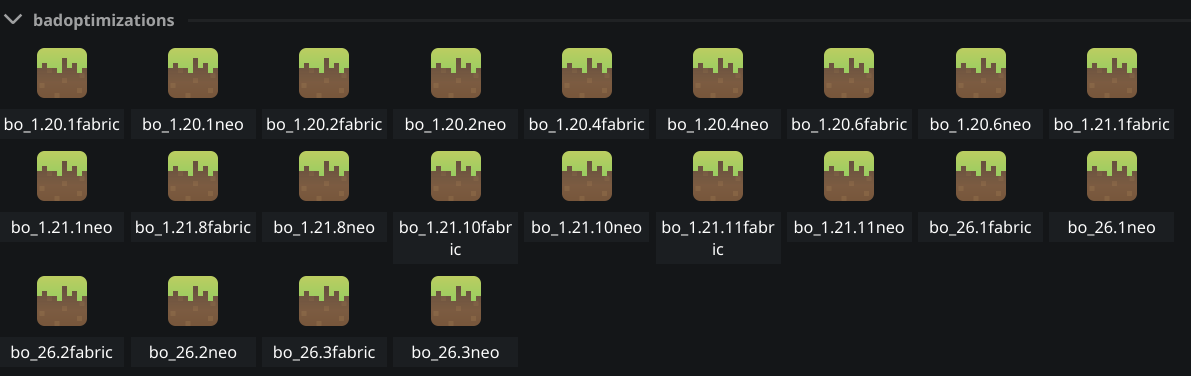 badoptimizations
bo_1.20.1fabric bo_1.20.1neo bo_1.20.2fabric bo_1.20.2neo bo_1.20.4fabric bo_1.20.4neo bo_1.20.6fabric bo_1.20.6neo bo_1.21.1fabric
bo_1.21.1neo bo_1.21.8fabric bo_1.21.8neo bo_1.21.10fabr
ic bo_1.21.10neo bo_1.21.11fabr
ic bo_1.21.11neo bo_26.1fabric bo_26.1neo
bo_26.2fabric bo_26.2neo bo_26.3fabric bo_26.3neo